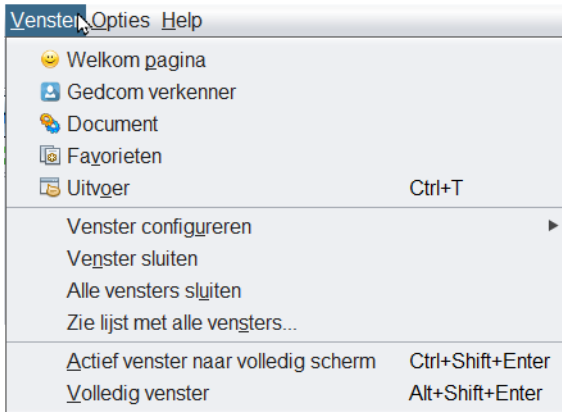 Venster Opties Help
Welkom pagina
Gedcom verkenner
Document
Favorieten
Uitvoer Ctrl+T
Venster configureren
Venster sluiten
Alle vensters sluiten
Zie lijst met alle vensters...
Actief venster naar volledig scherm Ctrl+Shift+Enter
Volledig venster Alt+Shift+Enter